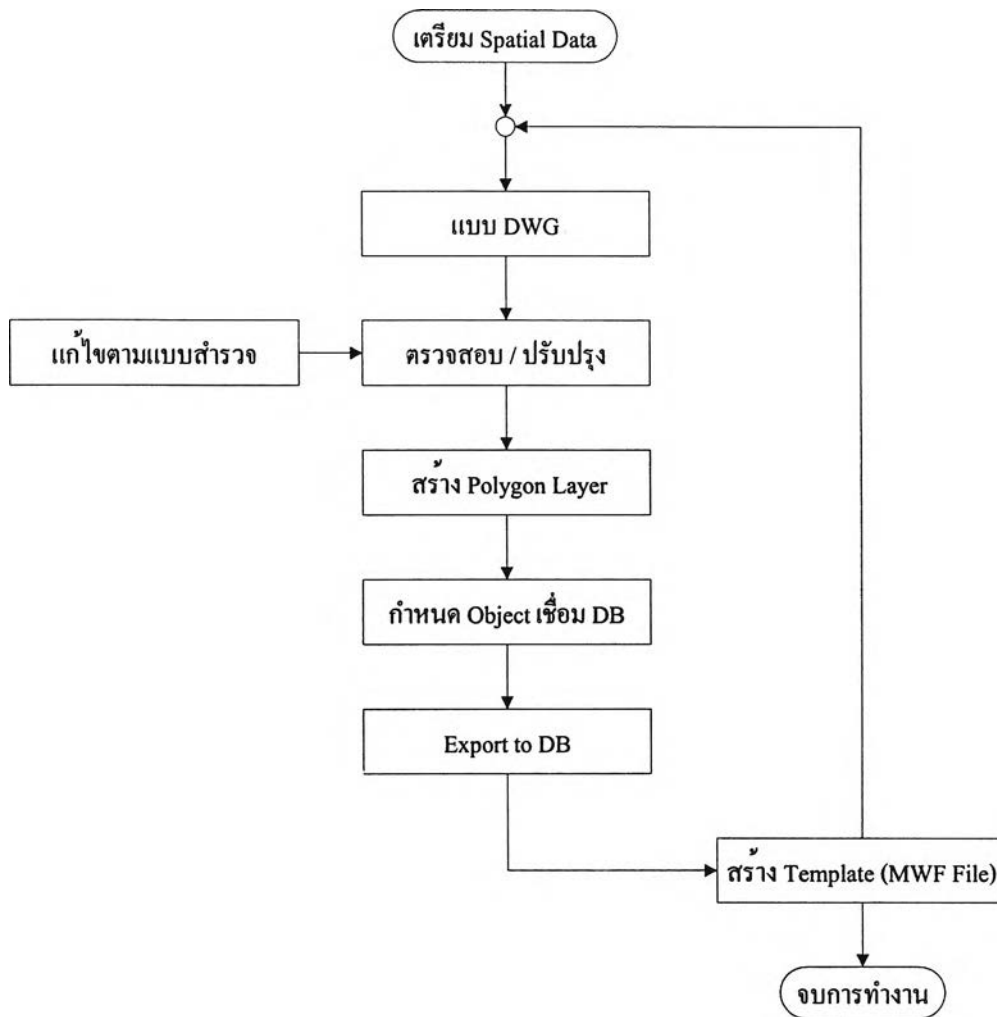 เตรียม Spatial Data
แบบ DWG
แก้ไขตามแบบสำรวจ
ตรวจสอบ / ปรับปรุง
สร้าง Polygon Layer
กำหนด Object เชื่อม DB
Export to DB
สร้าง Template (MWF File)
จบการทำงาน